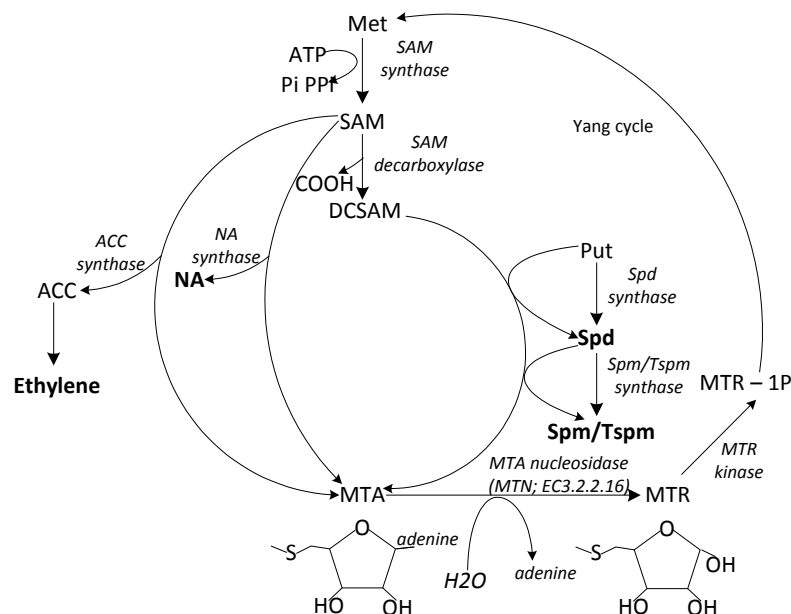 Met
ATP
Pi PPi
SAM
synthase
Yang cycle
SAM
SAM
decarboxylase
COOH
DCSAM
ACC
synthase
NA
synthase
NA
ACC
Ethylene
Put
Spd
synthase
Spd
Spm/Tspm
synthase
Spm/Tspm
MTR – 1P
MTR
kinase
MTA nucleosidase
(MTN; EC3.2.2.16)
MTA
MTR
H2O
adenine
S
O
adenine
HO
OH
S
O
OH
HO
OH